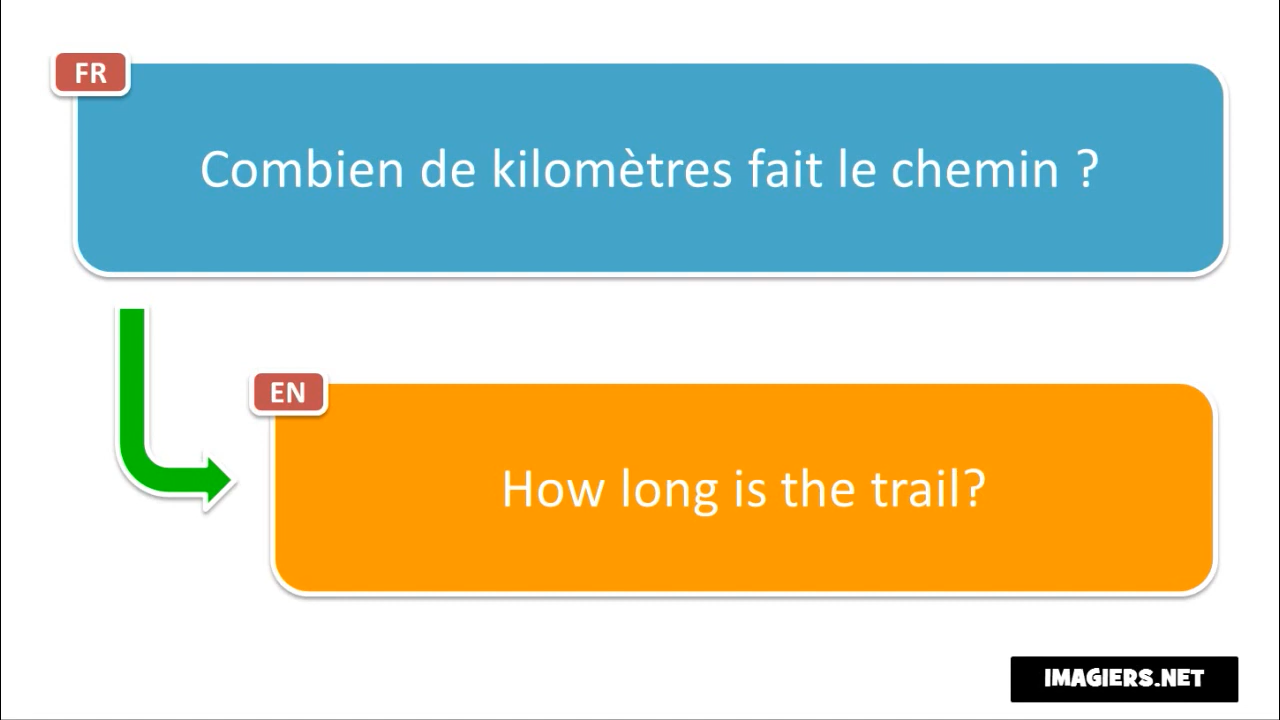 FR
Combien de kilomètres fait le chemin ?
EN
How long is the trail?
IMAGIERS.NET